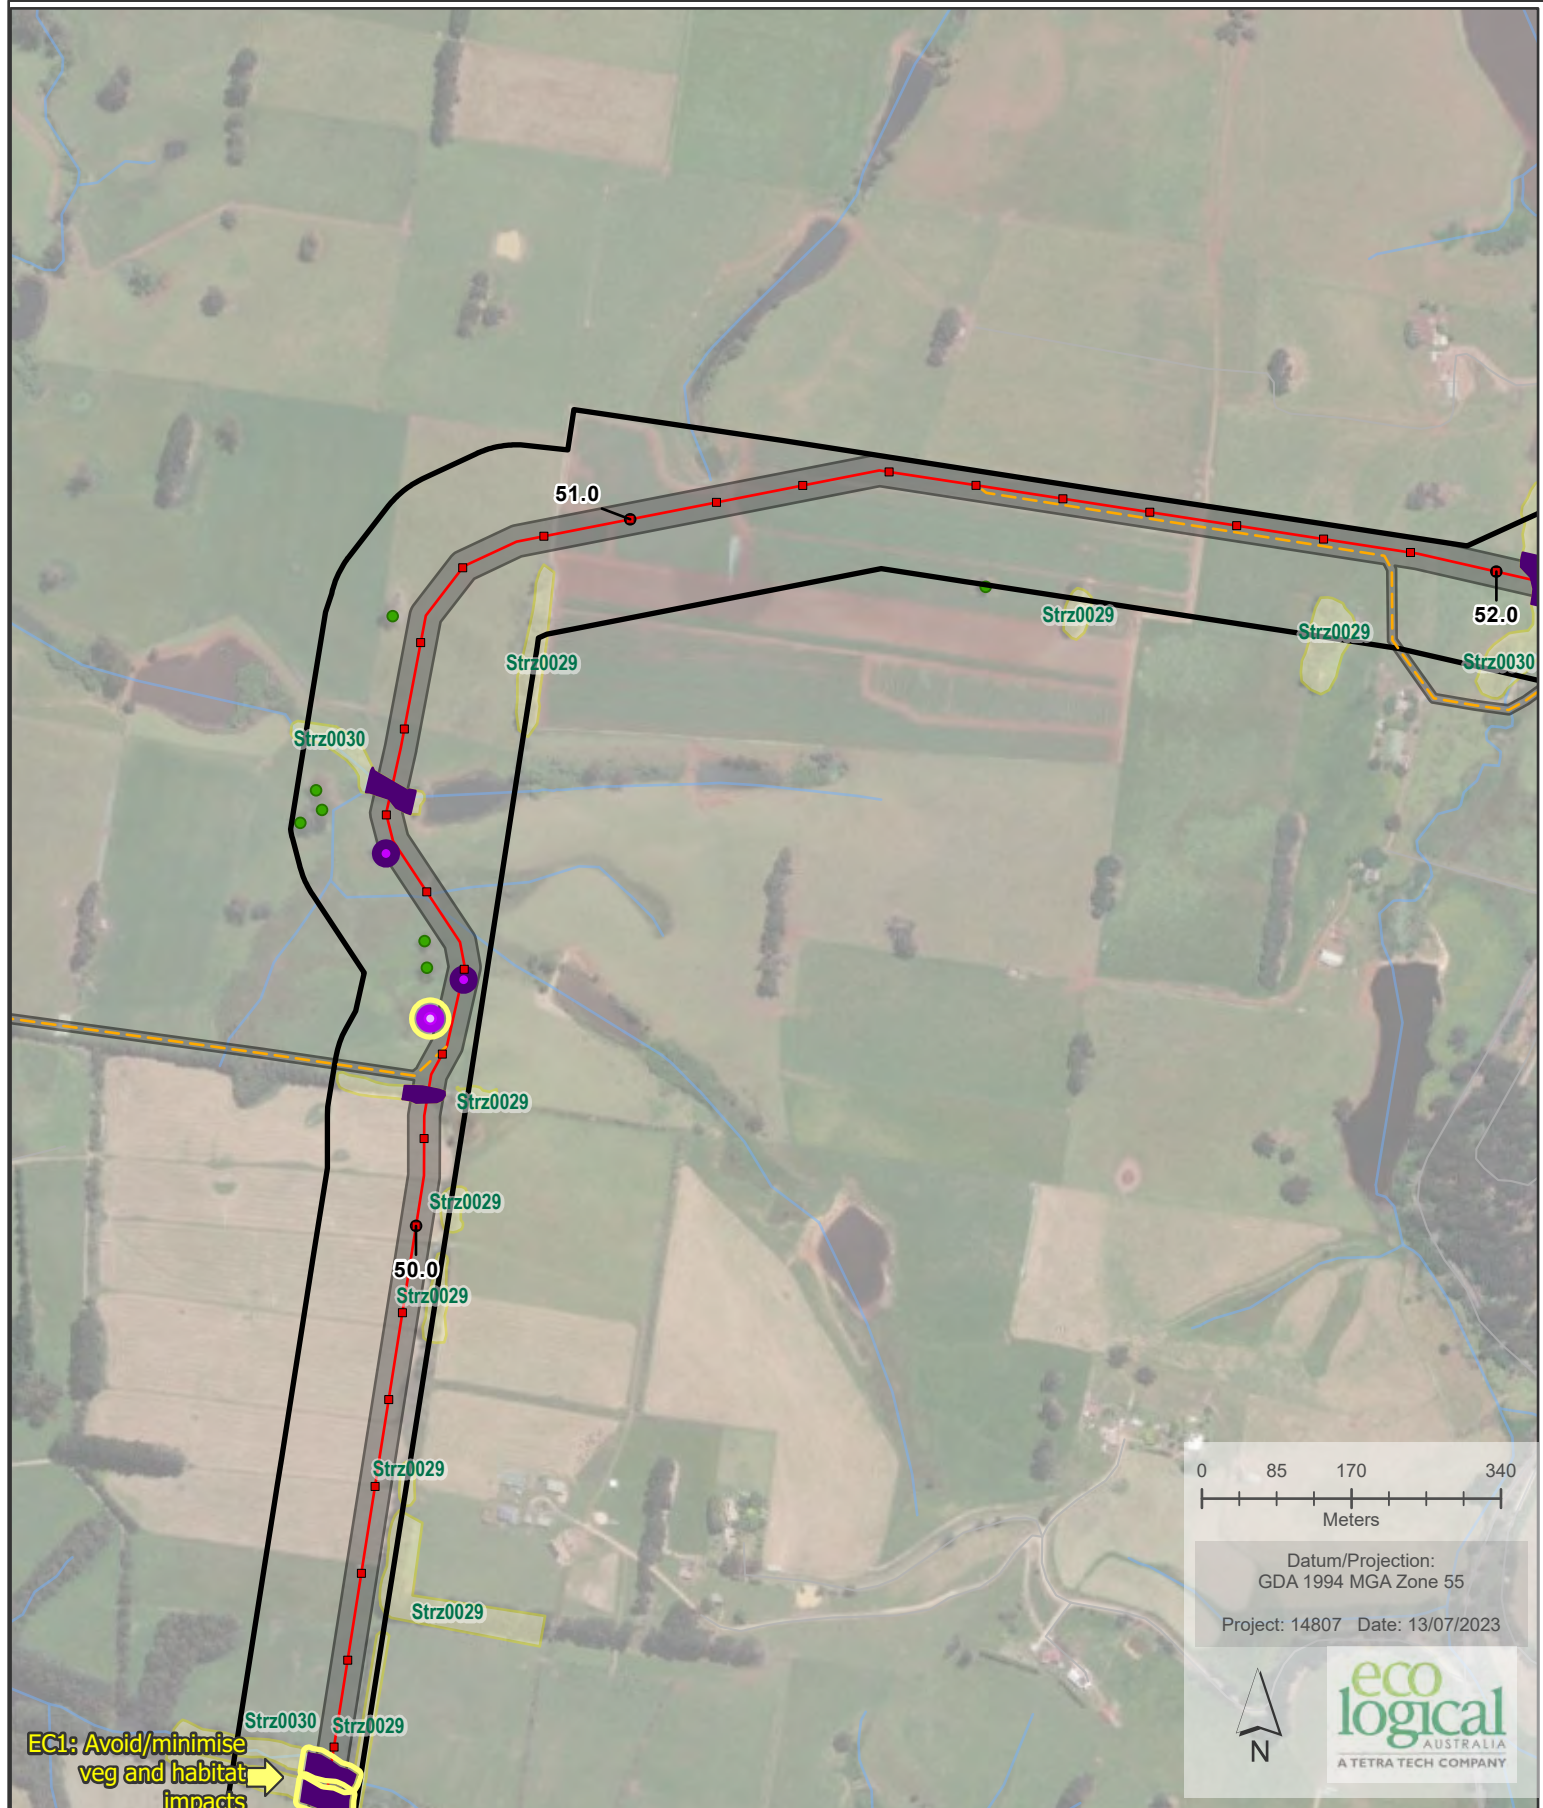 51.0
52.0
Strz0029
Strz0029
Strz0030
Strz0029
Strz0030
Strz0029
Strz0029
50.0
Strz0029
Strz0029
Strz0029
Strz0030
Strz0029
EC1: Avoid/minimise
veg and habitat
impacts
0 85 170 340
Meters
Datum/Projection:
GDA 1994 MGA Zone 55
Project: 14807 Date: 13/07/2023
N
eco
logical
AUSTRALIA
A TETRA TECH COMPANY